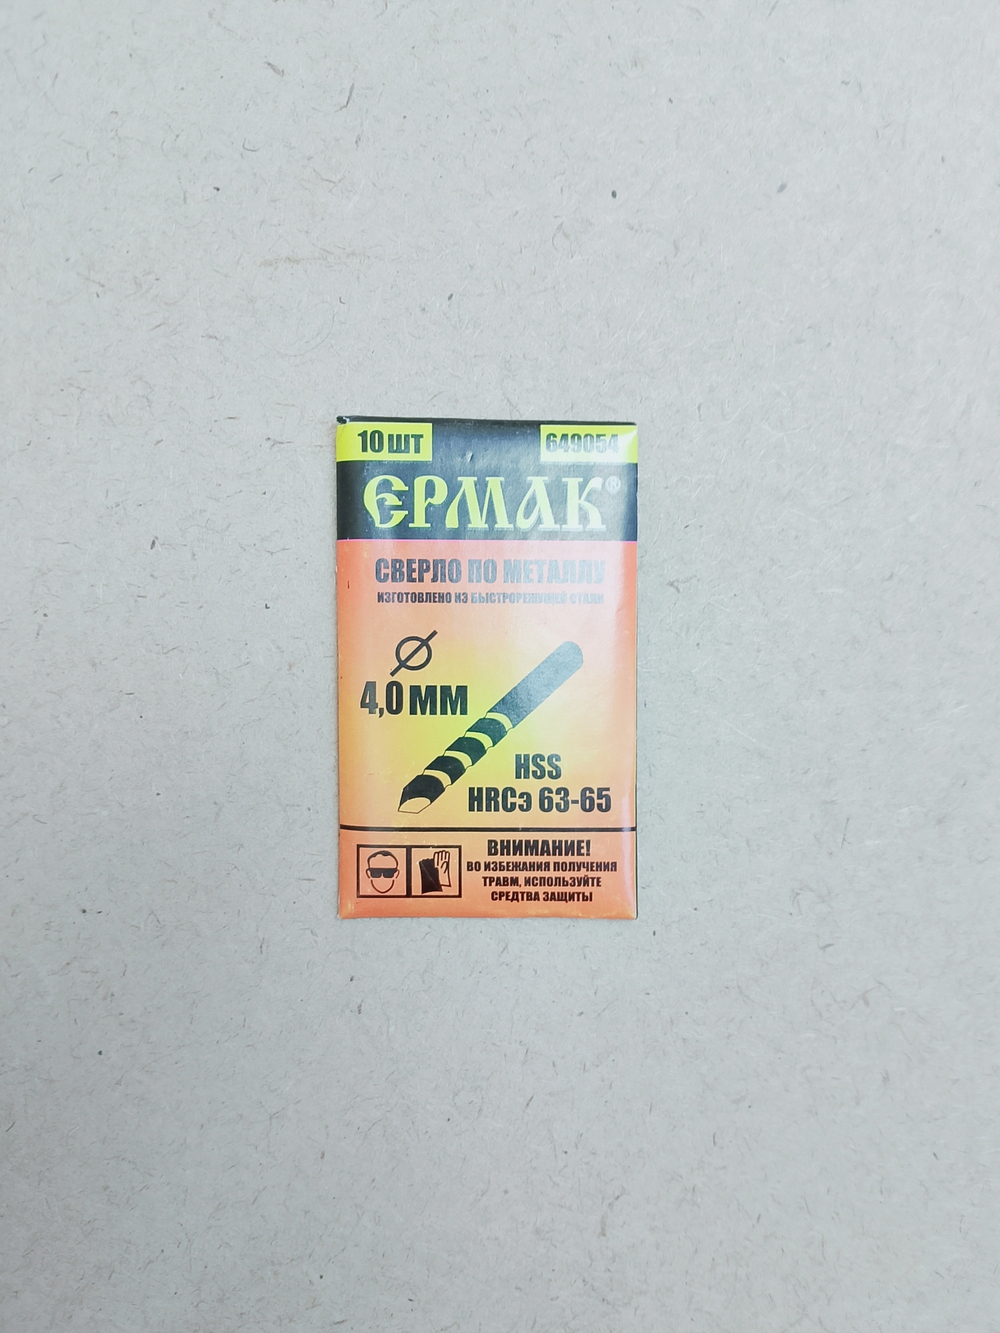 10 шт 649054
ЕРМАК®
СВЕРЛО ПО МЕТАЛЛУ
ИЗГОТОВЛЕНО ИЗ БЫСТРОРЕЖУЩЕЙ СТАЛИ
Ø
4,0 ММ
HSS
HRCэ 63-65
ВНИМАНИЕ!
ВО ИЗБЕЖАНИЯ ПОЛУЧЕНИЯ
ТРАВМ, ИСПОЛЬЗУЙТЕ
СРЕДТВА ЗАЩИТЫ